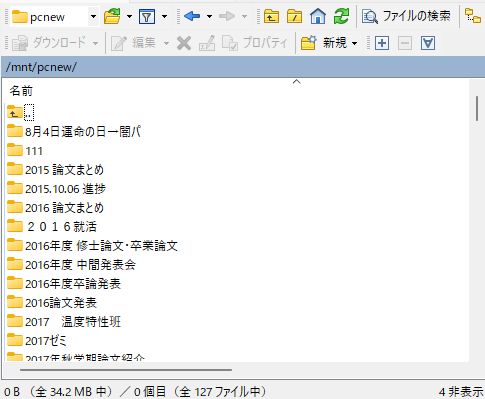 pcnew ファイルの検索
ダウンロード 編集 プロパティ 新規
/mnt/pcnew/
名前
..
8月4日運命の日→闇パ
111
2015 論文まとめ
2015.10.06 進捗
2016 論文まとめ
２０１６就活
2016年度 修士論文・卒業論文
2016年度 中間発表会
2016年度卒論発表
2016論文発表
2017　温度特性班
2017ゼミ
2017年秋学期論文紹介
0 B （全 34.2 MB 中） ／ 0 個目 （全 127 ファイル中） 4 非表示